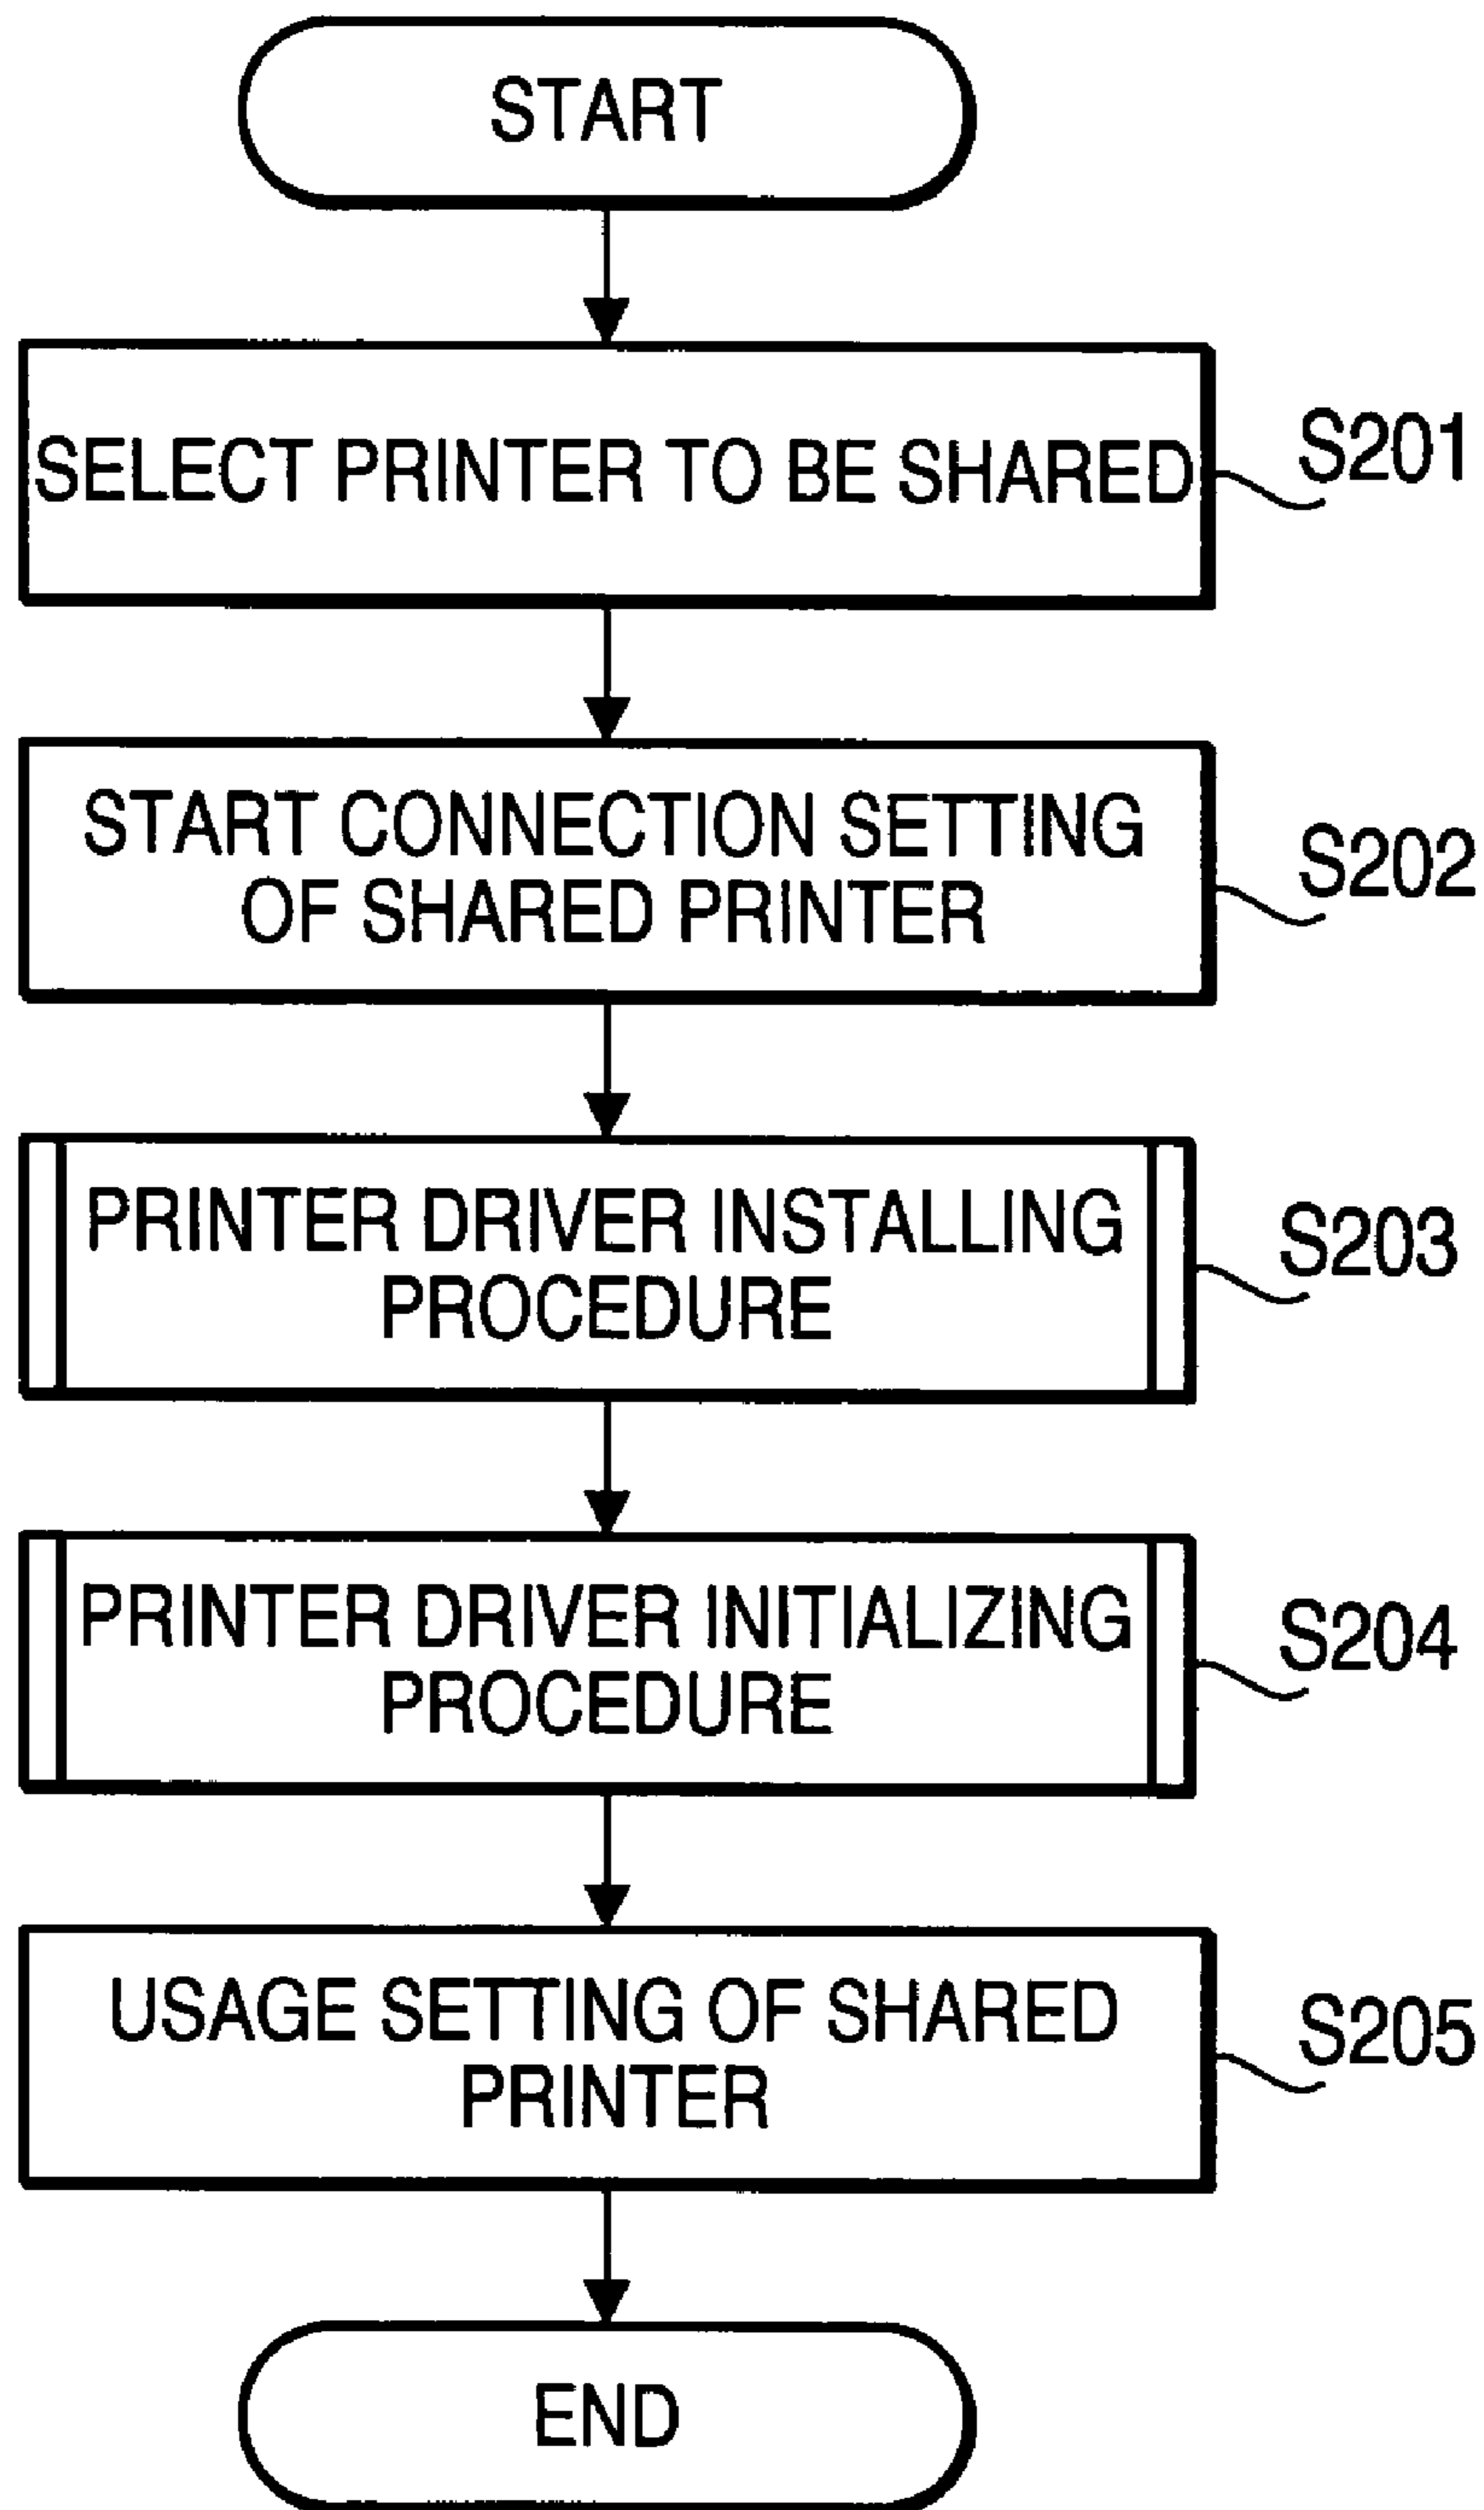 START
SELECT PRINTER TO BE SHARED
S201
START CONNECTION SETTING
OF SHARED PRINTER
S202
PRINTER DRIVER INSTALLING
PROCEDURE
S203
PRINTER DRIVER INITIALIZING
PROCEDURE
S204
USAGE SETTING OF SHARED
PRINTER
S205
END